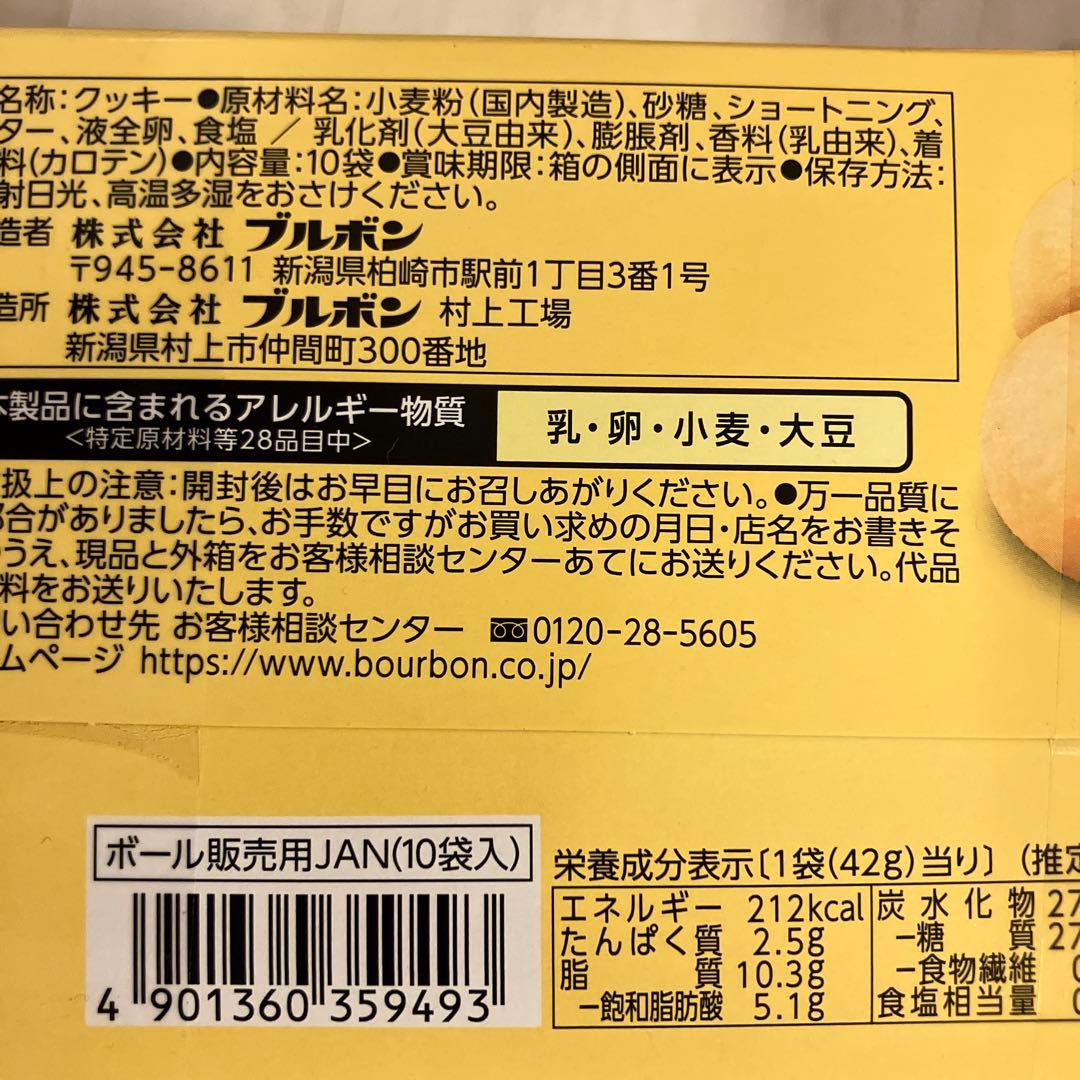 名称:クッキー●原材料名:小麦粉(国内製造)、砂糖、ショートニング、
ター、液全卵、食塩/乳化剤(大豆由来)、膨脹剤、香料(乳由来)、着
料(カロテン)●内容量:10袋●賞味期限:箱の側面に表示●保存方法:
射日光、高温多湿をおさけください。
造者 株式会社 ブルボン
〒945-8611 新潟県柏崎市駅前1丁目3番1号
造所 株式会社 ブルボン 村上工場
新潟県村上市仲間町300番地
本製品に含まれるアレルギー物質
<特定原材料等28品目中>
乳・卵・小麦・大豆
扱上の注意:開封後はお早目にお召しあがりください。●万一品質に
都合がありましたら、お手数ですがお買い求めの月日・店名をお書きそ
うえ、現品と外箱をお客様相談センターあてにお送りください。代品
料をお送りいたします。
い合わせ先 お客様相談センター 0120-28-5605
ムページ https://www.bourbon.co.jp/
ボール販売用JAN(10袋入)
4 901360 359493
栄養成分表示〔1袋(42g)当り〕 (推定
エネルギー 212kcal
たんぱく質 2.5g
脂質 10.3g
-飽和脂肪酸 5.1g
炭水化物 27
-糖質 27
-食物繊維 0
食塩相当量 0